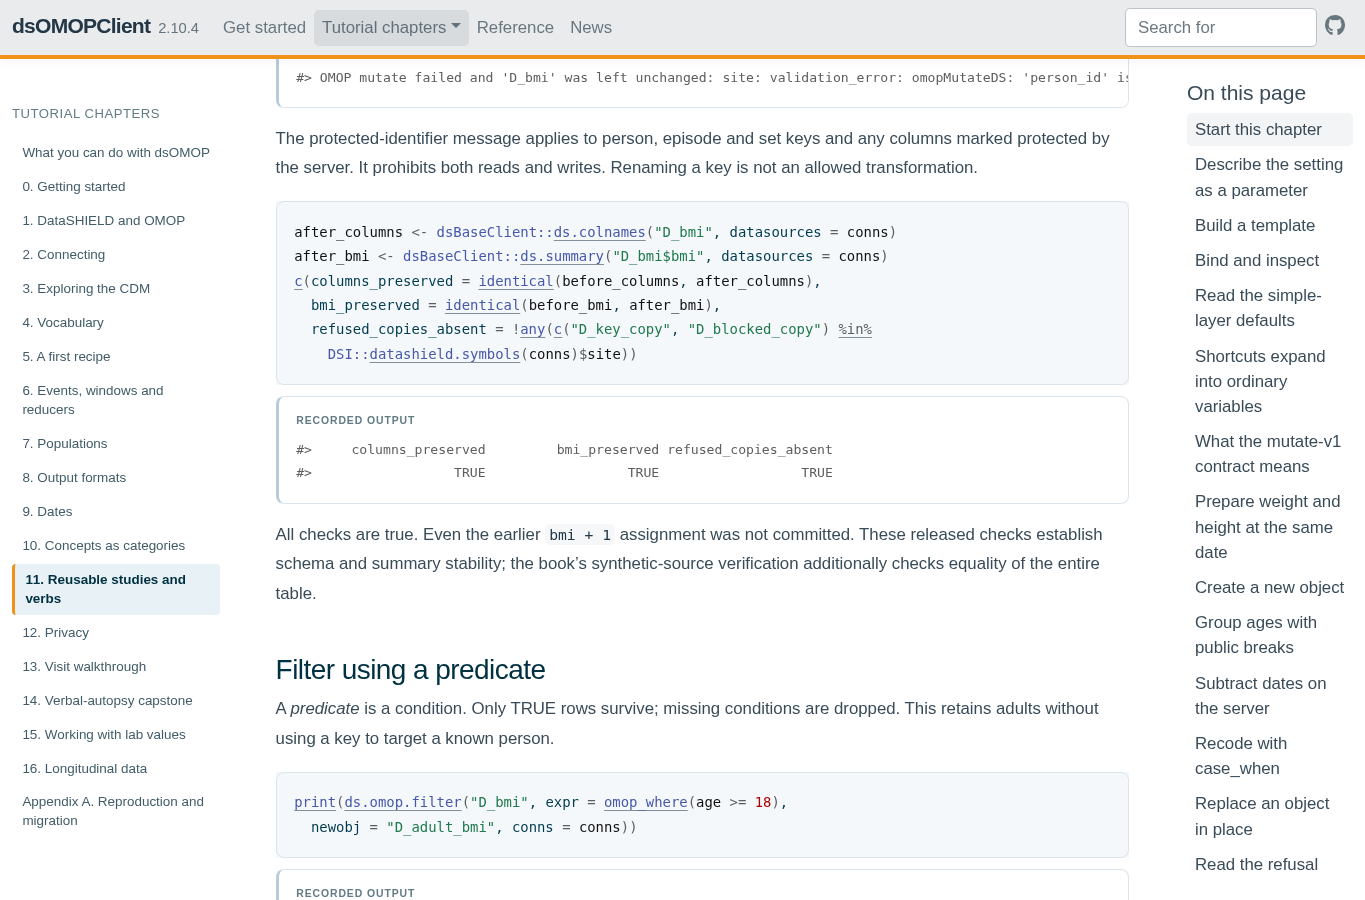 dsOMOPClient 2.10.4 Get started Tutorial chapters Reference News Search for
TUTORIAL CHAPTERS
What you can do with dsOMOP
0. Getting started
1. DataSHIELD and OMOP
2. Connecting
3. Exploring the CDM
4. Vocabulary
5. A first recipe
6. Events, windows and
reducers
7. Populations
8. Output formats
9. Dates
10. Concepts as categories
11. Reusable studies and
verbs
12. Privacy
13. Visit walkthrough
14. Verbal-autopsy capstone
15. Working with lab values
16. Longitudinal data
Appendix A. Reproduction and
migration
#> OMOP mutate failed and 'D_bmi' was left unchanged: site: validation_error: omopMutateDS: 'person_id' is
The protected-identifier message applies to person, episode and set keys and any columns marked protected by
the server. It prohibits both reads and writes. Renaming a key is not an allowed transformation.
after_columns <- dsBaseClient::ds.colnames("D_bmi", datasources = conns)
after_bmi <- dsBaseClient::ds.summary("D_bmi$bmi", datasources = conns)
c(columns_preserved = identical(before_columns, after_columns),
  bmi_preserved = identical(before_bmi, after_bmi),
  refused_copies_absent = !any(c("D_key_copy", "D_blocked_copy") %in%
    DSI::datashield.symbols(conns)$site))
RECORDED OUTPUT
#>     columns_preserved         bmi_preserved refused_copies_absent
#>                  TRUE                  TRUE                  TRUE
All checks are true. Even the earlier bmi + 1 assignment was not committed. These released checks establish
schema and summary stability; the book’s synthetic-source verification additionally checks equality of the entire
table.
Filter using a predicate
A predicate is a condition. Only TRUE rows survive; missing conditions are dropped. This retains adults without
using a key to target a known person.
print(ds.omop.filter("D_bmi", expr = omop_where(age >= 18),
  newobj = "D_adult_bmi", conns = conns))
RECORDED OUTPUT
On this page
Start this chapter
Describe the setting
as a parameter
Build a template
Bind and inspect
Read the simple-
layer defaults
Shortcuts expand
into ordinary
variables
What the mutate-v1
contract means
Prepare weight and
height at the same
date
Create a new object
Group ages with
public breaks
Subtract dates on
the server
Recode with
case_when
Replace an object
in place
Read the refusal